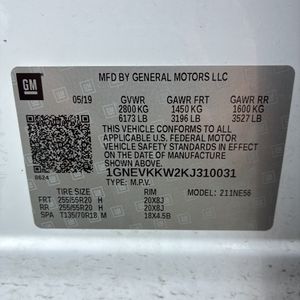 GM
MFD BY GENERAL MOTORS LLC
05/19 GVWR GAWR FRT GAWR RR
2800 KG 1450 KG 1600 KG
6173 LB 3196 LB 3527 LB
THIS VEHICLE CONFORMS TO ALL
APPLICABLE U.S. FEDERAL MOTOR
VEHICLE SAFETY STANDARDS IN
EFFECT ON THE DATE OF MANUFACTURE
SHOWN ABOVE.
1GNEVKKW2KJ310031
8624 TYPE: M.P.V. MODEL: 211NE56
TIRE SIZE RIM
FRT 255/55R20 H 20X8J
RR 255/55R20 H 20X8J
SPA T135/70R18 M 18X4.5B